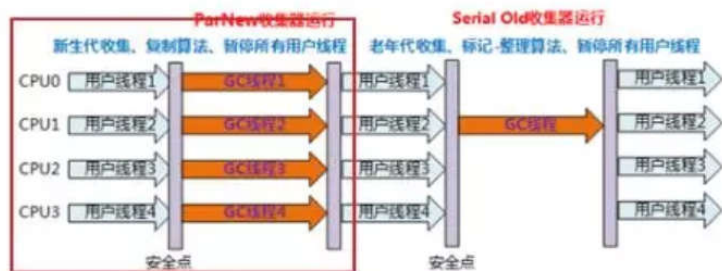 ParNew收集器运行 Serial Old收集器运行
新生代收集、复制算法、暂停所有用户线程 老年代收集、标记-整理算法、暂停所有用户线程
CPU0 用户线程1 GC线程1 用户线程1 用户线程1
CPU1 用户线程2 GC线程2 用户线程2 GC线程 用户线程2
CPU2 用户线程3 GC线程3 用户线程3 用户线程3
CPU3 用户线程4 GC线程4 用户线程4 用户线程4
安全点 安全点